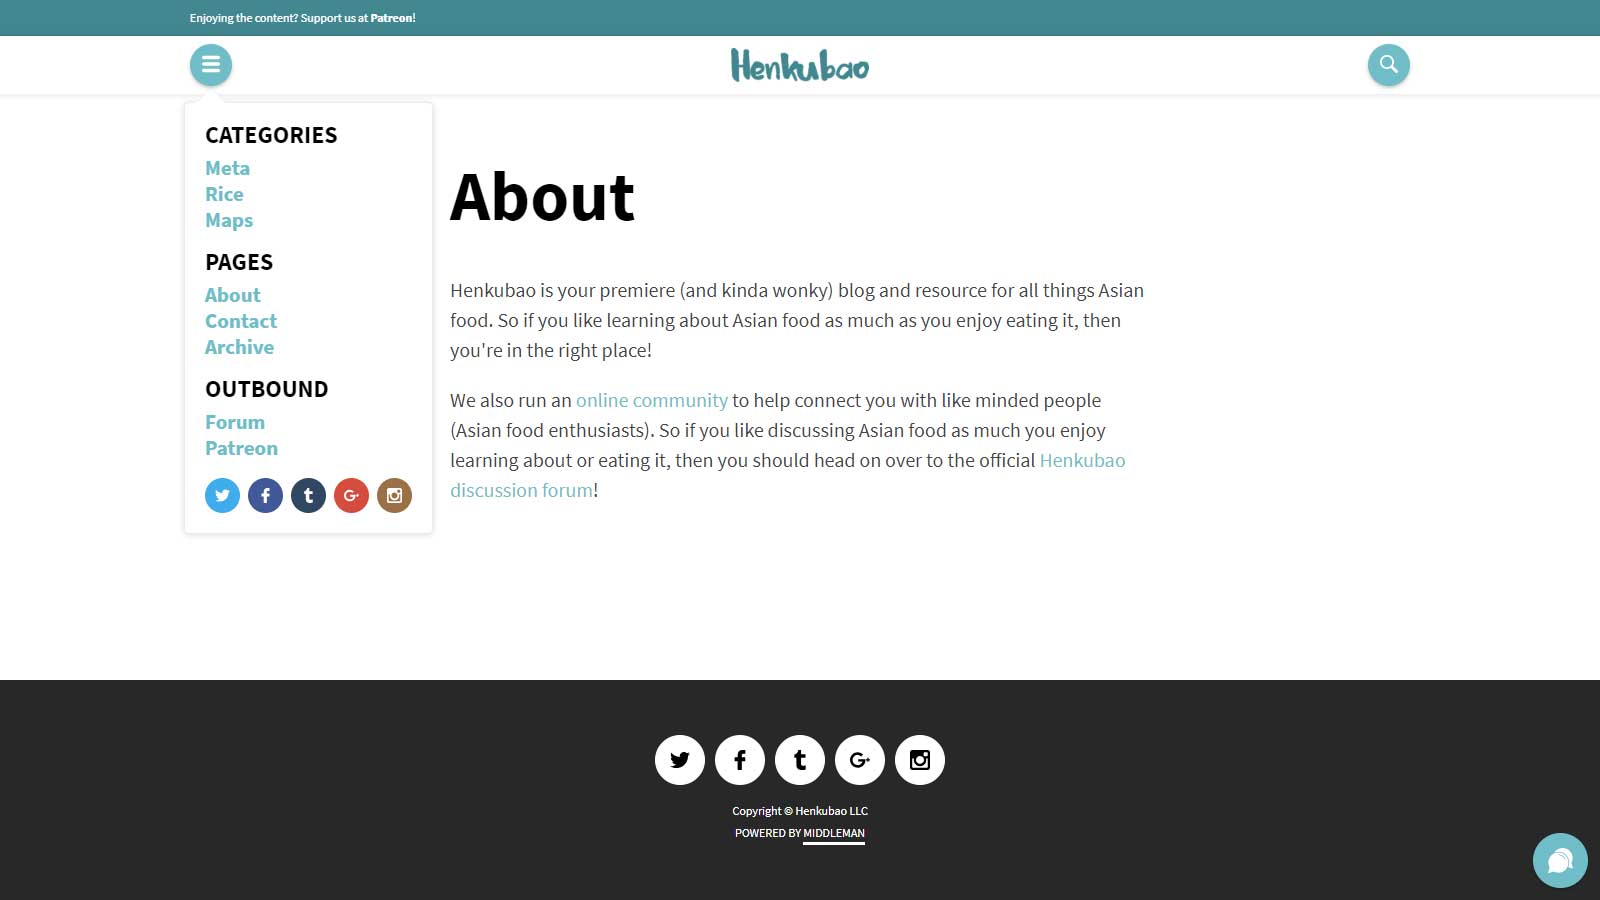 Enjoying the content? Support us at Patreon!
Henkubao
CATEGORIES
Meta
Rice
Maps
PAGES
About
Contact
Archive
OUTBOUND
Forum
Patreon
About
Henkubao is your premiere (and kinda wonky) blog and resource for all things Asian
food. So if you like learning about Asian food as much as you enjoy eating it, then
you're in the right place!
We also run an online community to help connect you with like minded people
(Asian food enthusiasts). So if you like discussing Asian food as much you enjoy
learning about or eating it, then you should head on over to the official Henkubao
discussion forum!
Copyright © Henkubao LLC
POWERED BY MIDDLEMAN